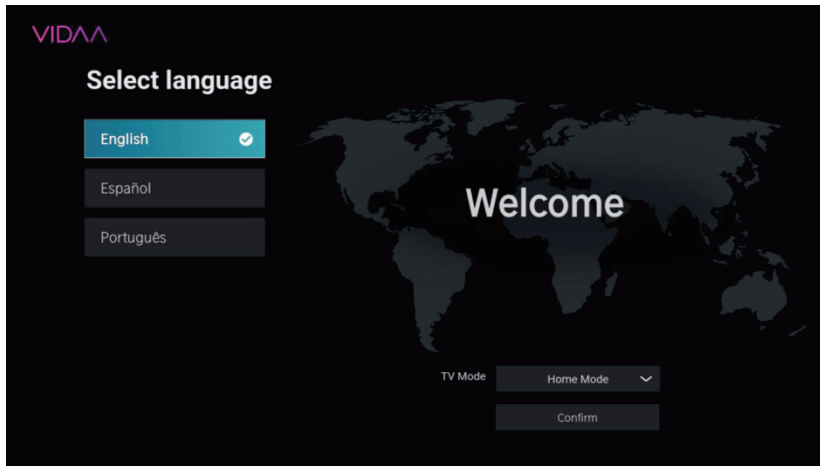 VIDAA
Select language
English
Español
Português
Welcome
TV Mode
Home Mode
Confirm